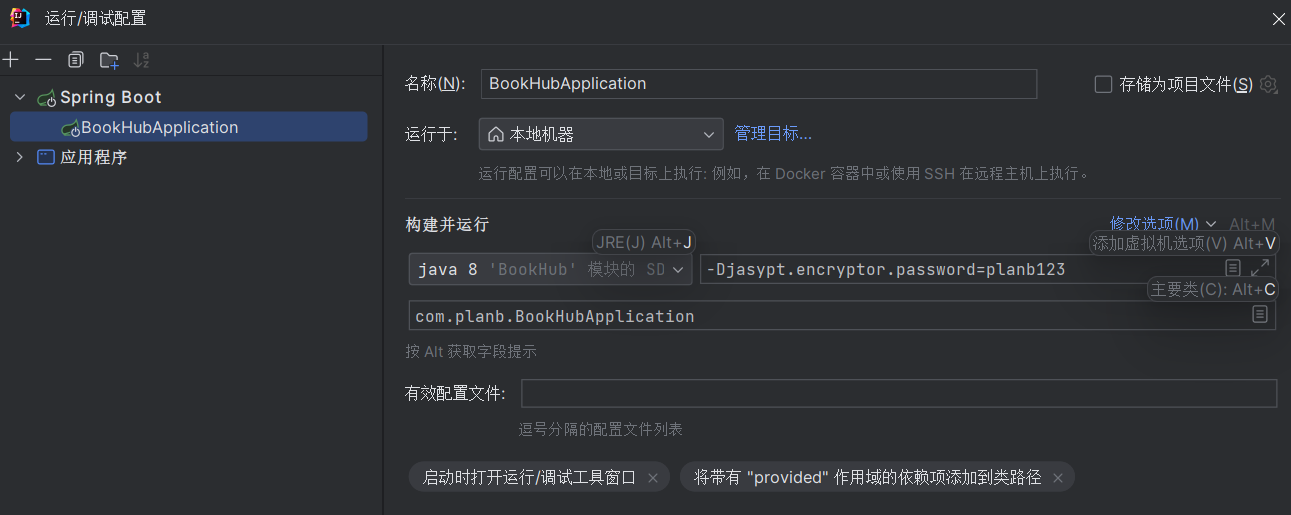 运行/调试配置
Spring Boot
BookHubApplication
应用程序
名称(N):
BookHubApplication
存储为项目文件(S)
运行于:
本地机器
管理目标...
运行配置可以在本地或目标上执行: 例如，在 Docker 容器中或使用 SSH 在远程主机上执行。
构建并运行
修改选项(M)
Alt+M
JRE(J) Alt+J
添加虚拟机选项(V) Alt+V
java 8 'BookHub' 模块的 SD
-Djasypt.encryptor.password=planb123
主要类(C): Alt+C
com.planb.BookHubApplication
按 Alt 获取字段提示
有效配置文件:
逗号分隔的配置文件列表
启动时打开运行/调试工具窗口
将带有 "provided" 作用域的依赖项添加到类路径